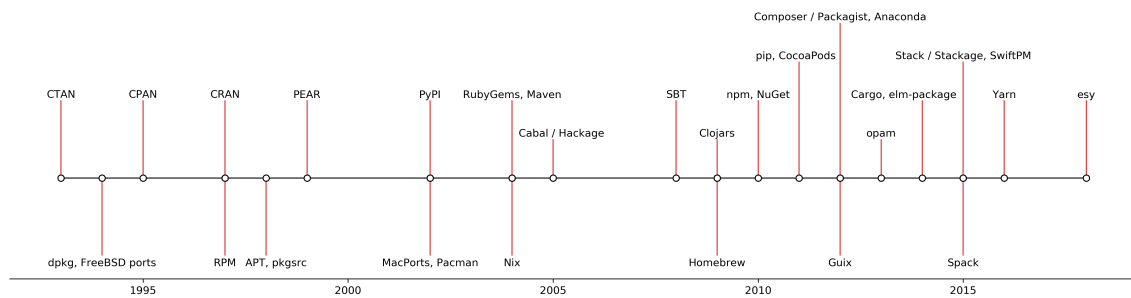 Composer / Packagist, Anaconda
pip, CocoaPods
Stack / Stackage, SwiftPM
CTAN
CPAN
CRAN
PEAR
PyPI
RubyGems, Maven
SBT
npm, NuGet
Cargo, elm-package
Yarn
esy
Cabal / Hackage
Clojars
opam
dpkg, FreeBSD ports
RPM
APT, pkgsrc
MacPorts, Pacman
Nix
Homebrew
Guix
Spack
1995
2000
2005
2010
2015